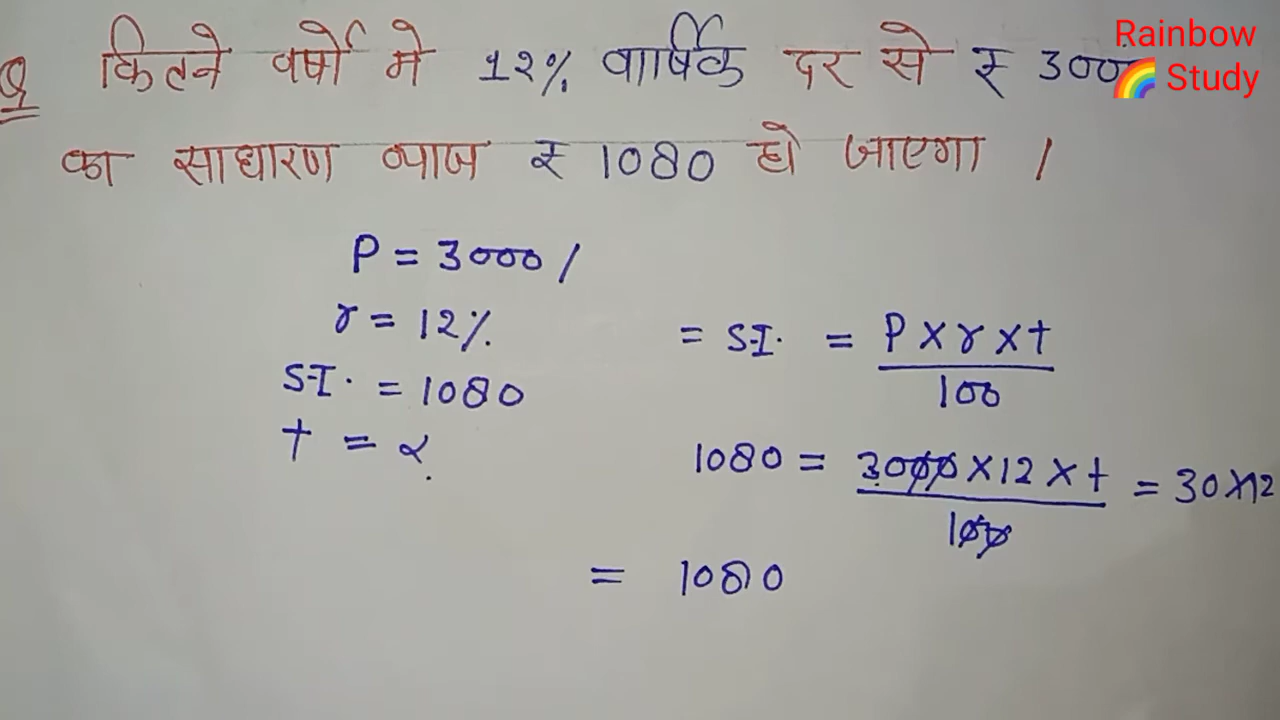 Q कितने वर्षो मे 12% वार्षिक दर से ₹ 3000
का साधारण ब्याज ₹ 1080 हो जाएगा ।
Rainbow
Study
P = 3000/
r = 12%
S.I. = 1080
t = ?
= S.I. = P×r×t
100
1080 = 3000×12×t = 30×12
100
= 1080